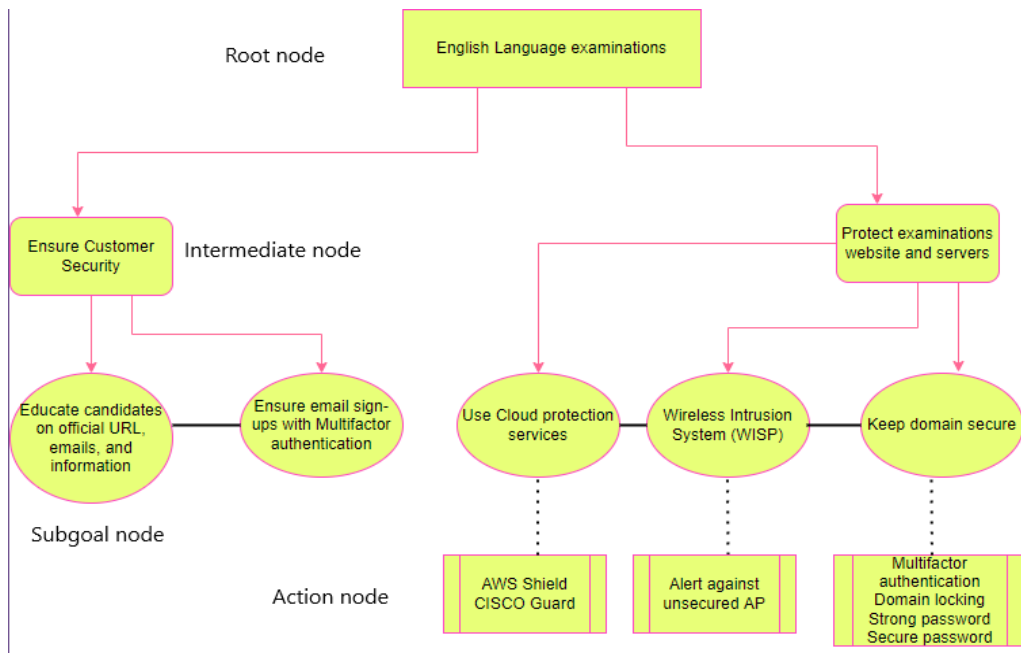 English Language examinations
Root node
Ensure Customer
Security
Intermediate node
Protect examinations
website and servers
Educate candidates
on official URL,
emails, and
information
Ensure email sign-
ups with Multifactor
authentication
Use Cloud protection
services
Wireless Intrusion
System (WISP)
Keep domain secure
Subgoal node
Action node
AWS Shield
CISCO Guard
Alert against
unsecured AP
Multifactor
authentication
Domain locking
Strong password
Secure password